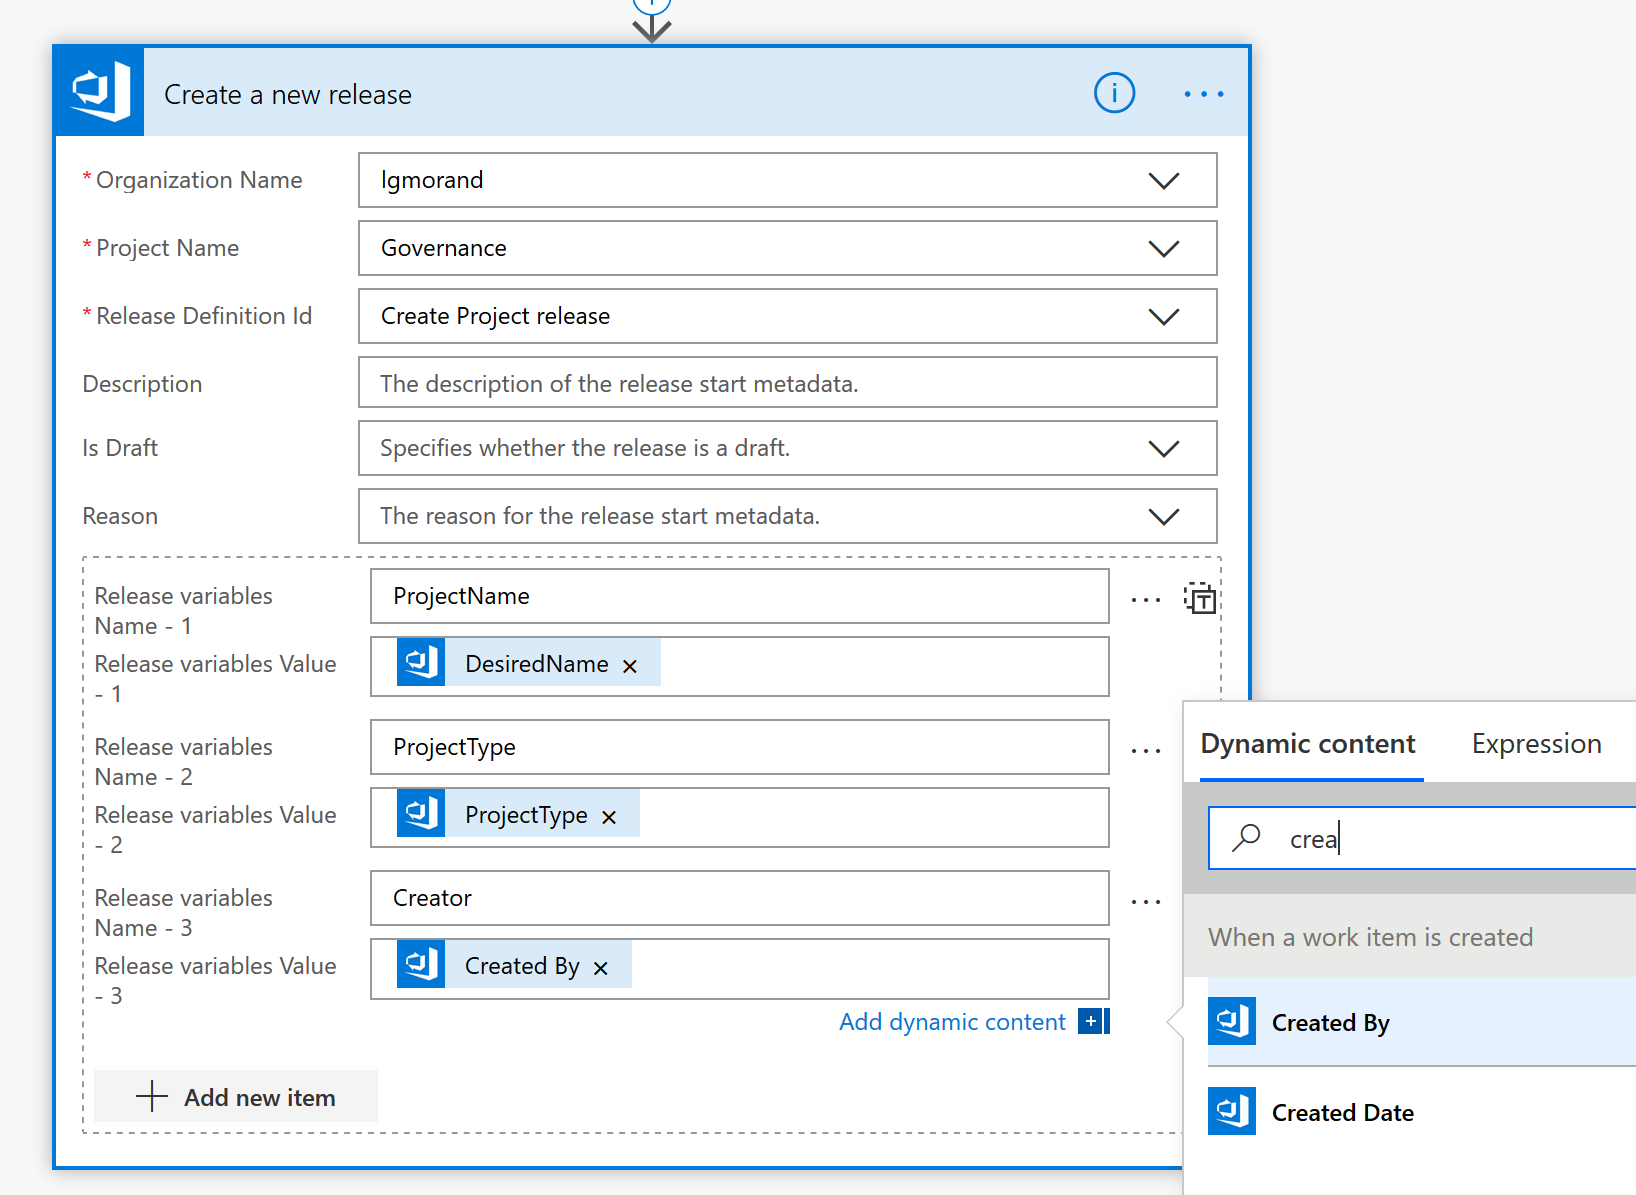 Create a new release
* Organization Name
lgmorand
* Project Name
Governance
* Release Definition Id
Create Project release
Description
The description of the release start metadata.
Is Draft
Specifies whether the release is a draft.
Reason
The reason for the release start metadata.
Release variables
Name - 1
ProjectName
Release variables Value
- 1
DesiredName
Release variables
Name - 2
ProjectType
Release variables Value
- 2
ProjectType
Release variables
Name - 3
Creator
Release variables Value
- 3
Created By
Add dynamic content
Add new item
Dynamic content
Expression
crea
When a work item is created
Created By
Created Date